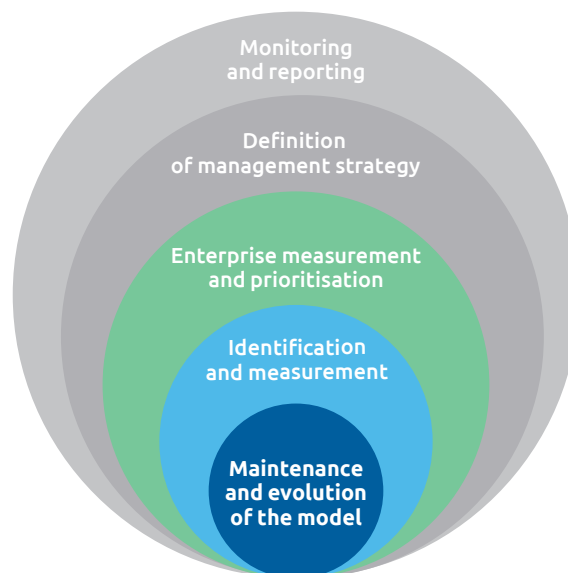 Monitoring
and reporting
Definition
of management strategy
Enterprise measurement
and prioritisation
Identification
and measurement
Maintenance
and evolution
of the model